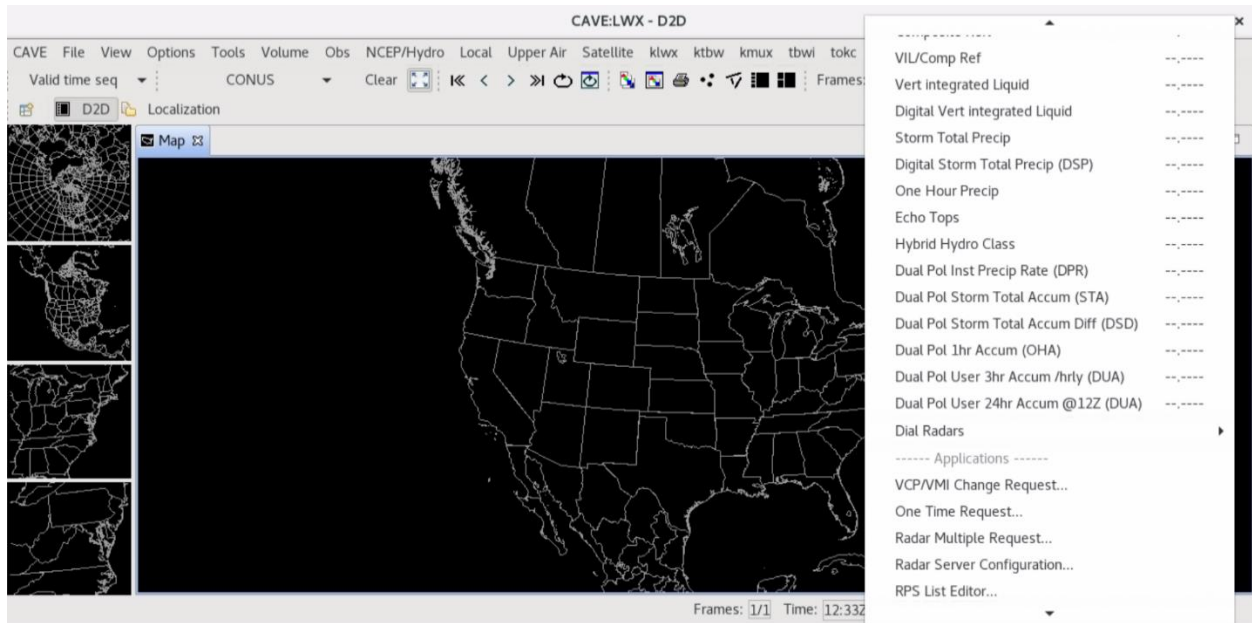 CAVE:LWX - D2D
CAVE File View Options Tools Volume Obs NCEP/Hydro Local Upper Air Satellite klwx ktbw kmux tbwi tokc
Valid time seq CONUS Clear Frames:
D2D Localization
Map
VIL/Comp Ref --.----
Vert integrated Liquid --.----
Digital Vert integrated Liquid --.----
Storm Total Precip --.----
Digital Storm Total Precip (DSP) --.----
One Hour Precip --.----
Echo Tops --.----
Hybrid Hydro Class --.----
Dual Pol Inst Precip Rate (DPR) --.----
Dual Pol Storm Total Accum (STA) --.----
Dual Pol Storm Total Accum Diff (DSD) --.----
Dual Pol 1hr Accum (OHA) --.----
Dual Pol User 3hr Accum /hrly (DUA) --.----
Dual Pol User 24hr Accum @12Z (DUA) --.----
Dial Radars
------ Applications ------
VCP/VMI Change Request...
One Time Request...
Radar Multiple Request...
Radar Server Configuration...
RPS List Editor...
Frames: 1/1 Time: 12:33Z